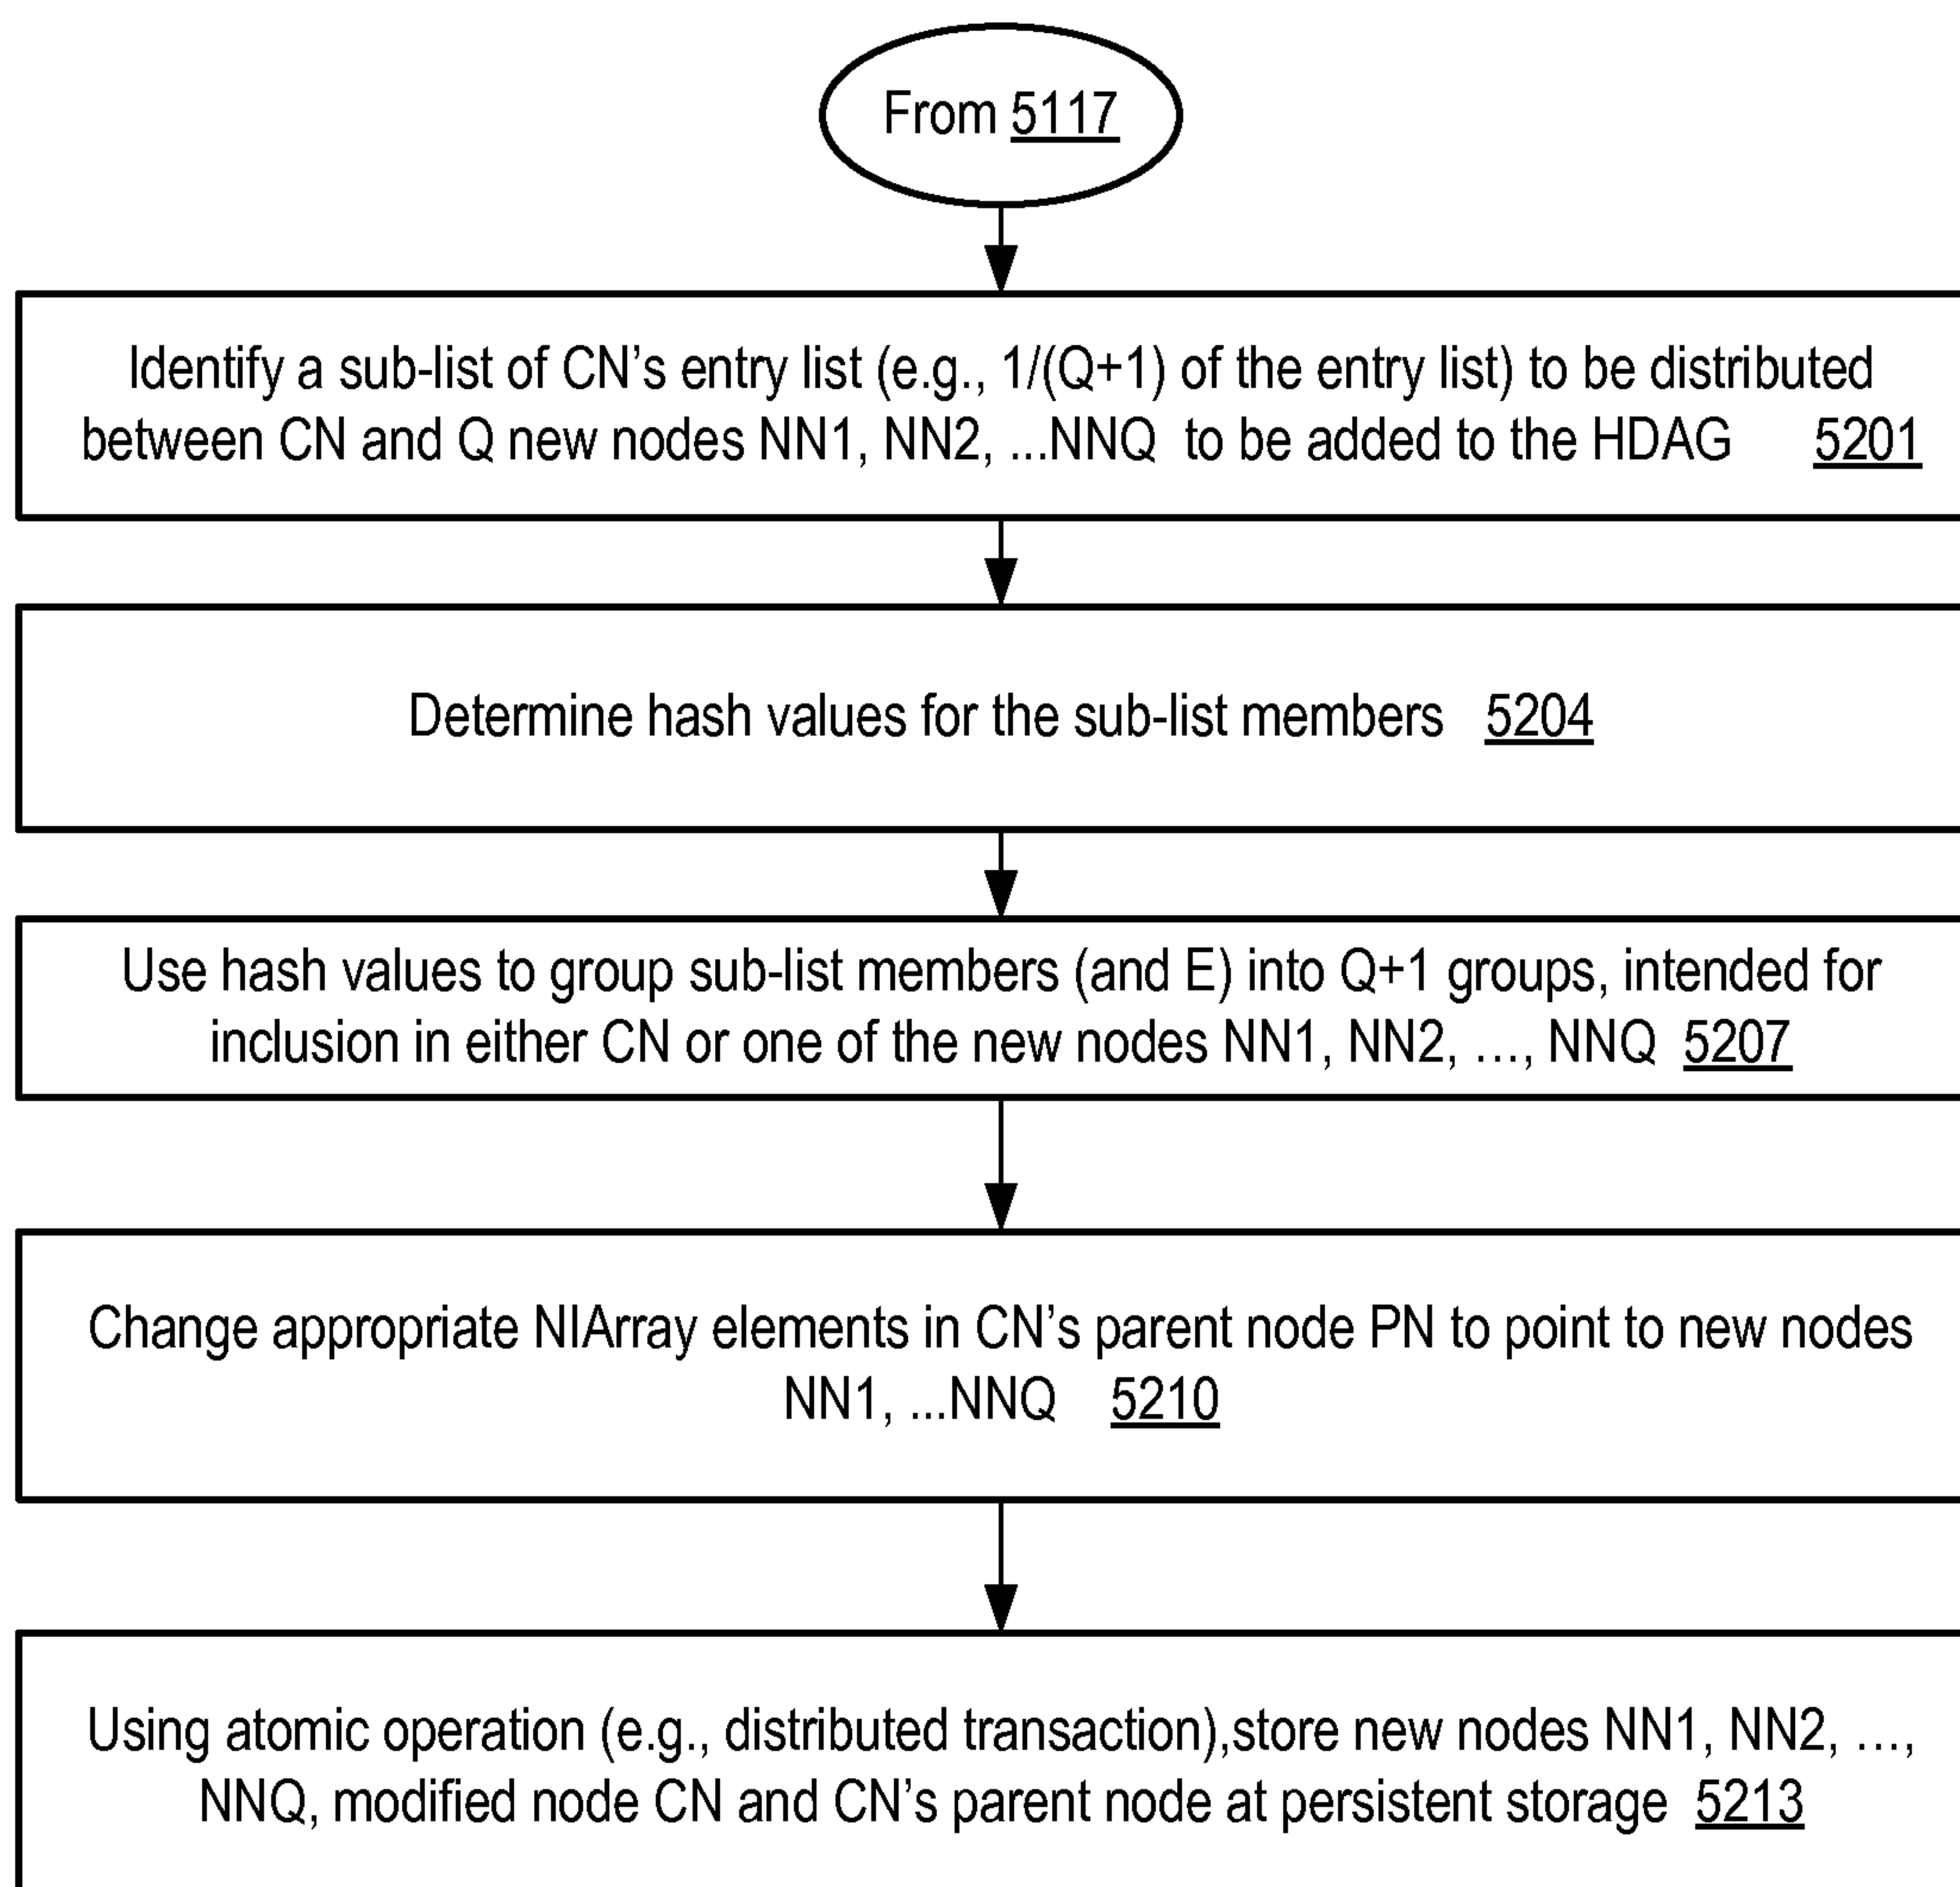 From 5117
Identify a sub-list of CN’s entry list (e.g., 1/(Q+1) of the entry list) to be distributed
between CN and Q new nodes NN1, NN2, ...NNQ to be added to the HDAG 5201
Determine hash values for the sub-list members 5204
Use hash values to group sub-list members (and E) into Q+1 groups, intended for
inclusion in either CN or one of the new nodes NN1, NN2, …, NNQ 5207
Change appropriate NIArray elements in CN’s parent node PN to point to new nodes
NN1, ...NNQ 5210
Using atomic operation (e.g., distributed transaction),store new nodes NN1, NN2, …,
NNQ, modified node CN and CN’s parent node at persistent storage 5213